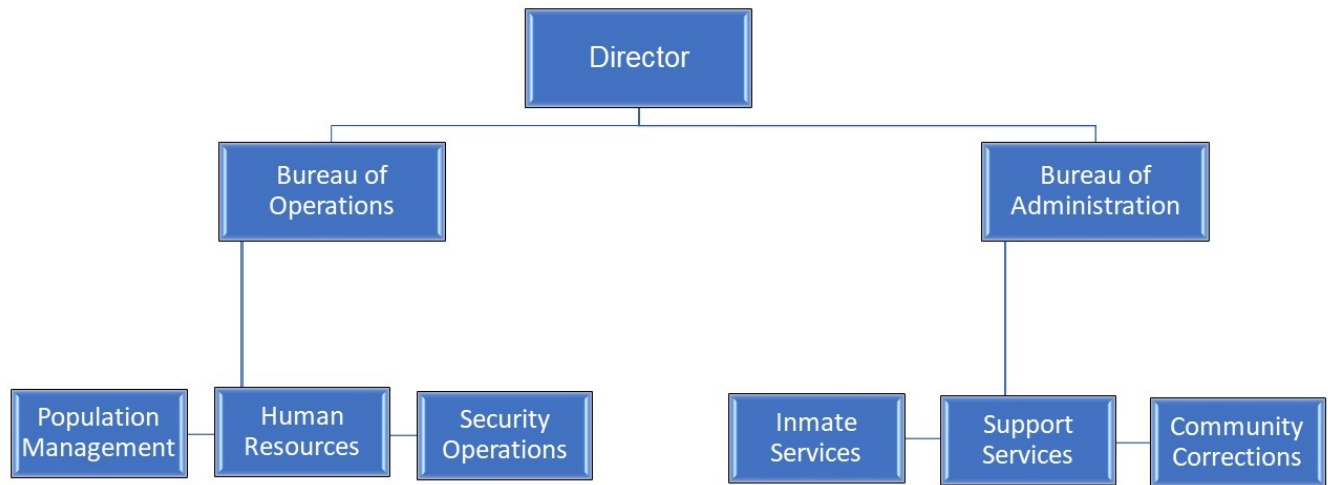 Director
Bureau of
Operations
Bureau of
Administration
Population
Management
Human
Resources
Security
Operations
Inmate
Services
Support
Services
Community
Corrections